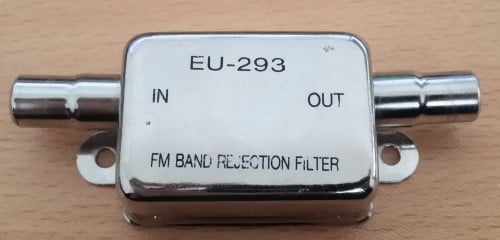 EU-293
IN OUT
FM BAND REJECTION FILTER